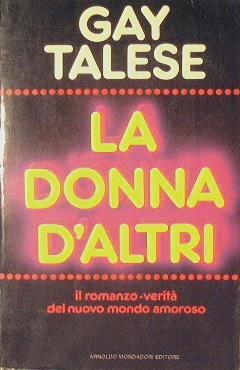 GAY
TALESE
LA
DONNA
D'ALTRI
il romanzo-verità
del nuovo mondo amoroso
ARNOLDO MONDADORI EDITORE